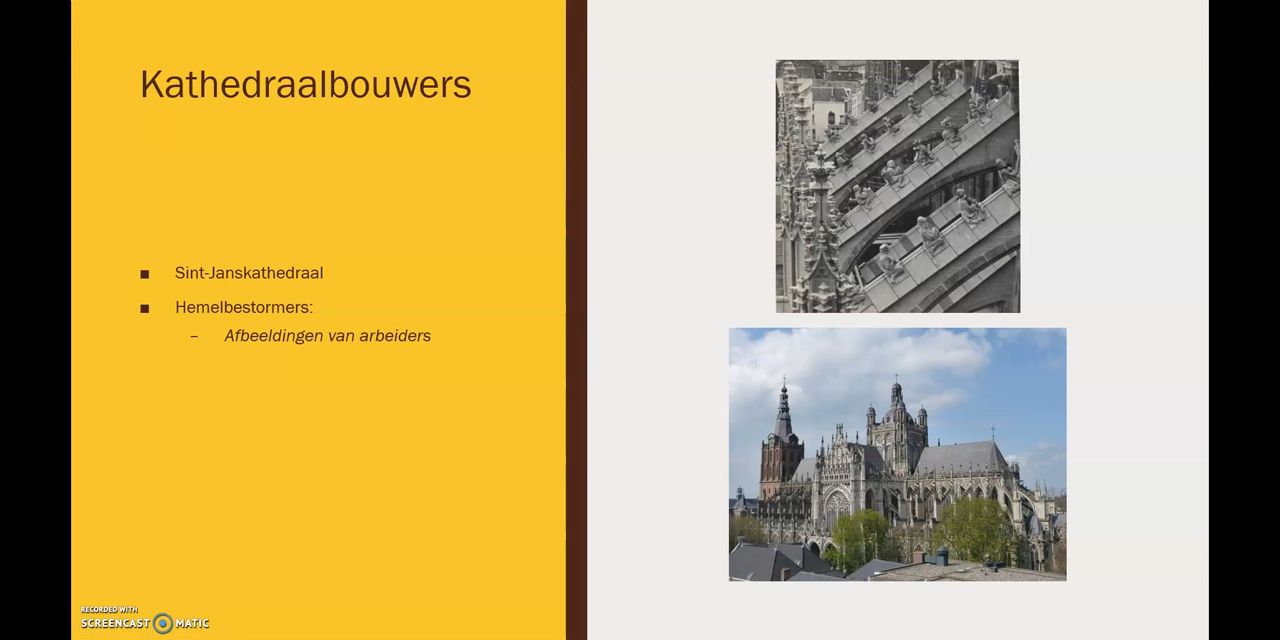 Kathedraalbouwers
■ Sint-Janskathedraal
■ Hemelbestormers:
– Afbeeldingen van arbeiders
RECORDED WITH
SCREENCAST MATIC